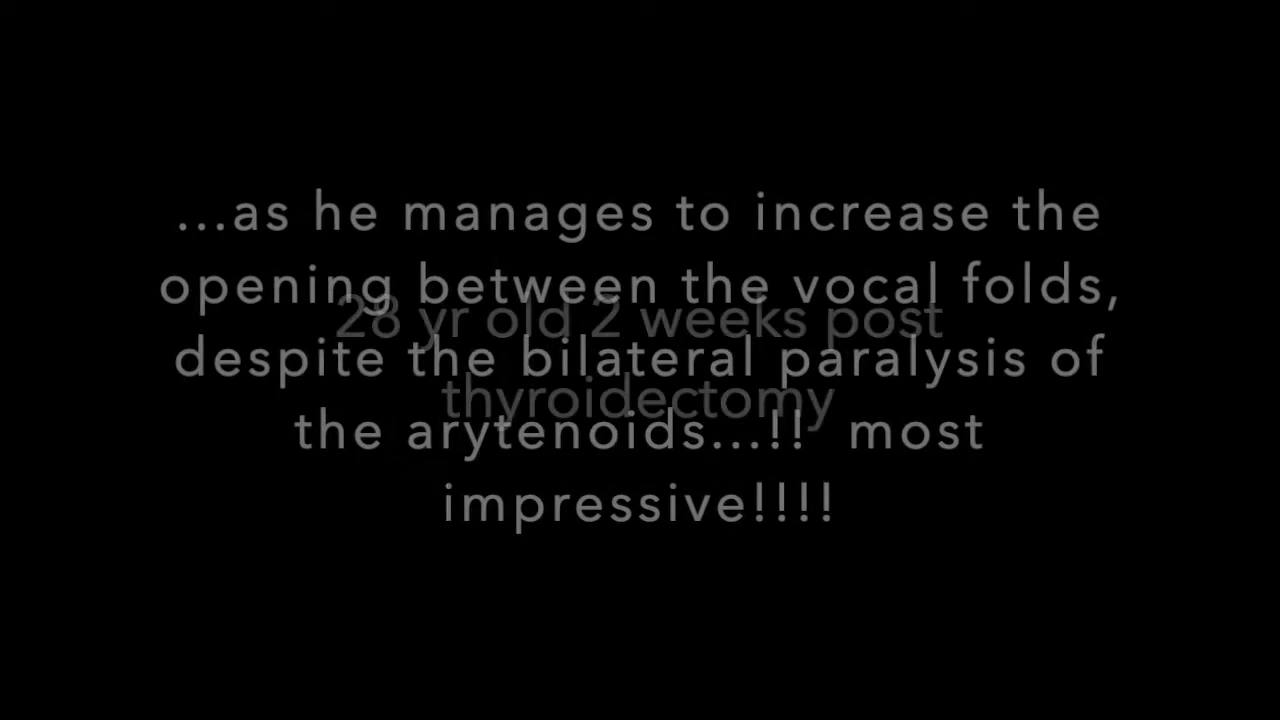 ...as he manages to increase the
opening between the vocal folds,
despite the bilateral paralysis of
the arytenoids...!! most
impressive!!!!
28 yr old 2 weeks post
thyroidectomy